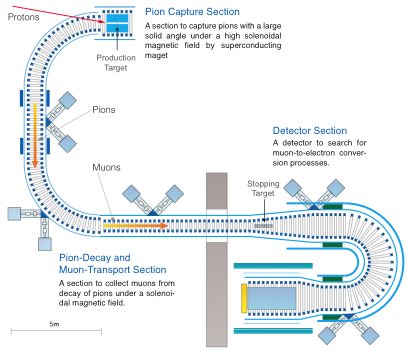 Protons
Pion Capture Section
A section to capture pions with a large
solid angle under a high solenoidal
magnetic field by superconducting
maget
Production
Target
Pions
Detector Section
A detector to search for
muon-to-electron conver-
sion processes.
Muons
Stopping
Target
Pion-Decay and
Muon-Transport Section
A section to collect muons from
decay of pions under a solenoi-
dal magnetic field.
5m